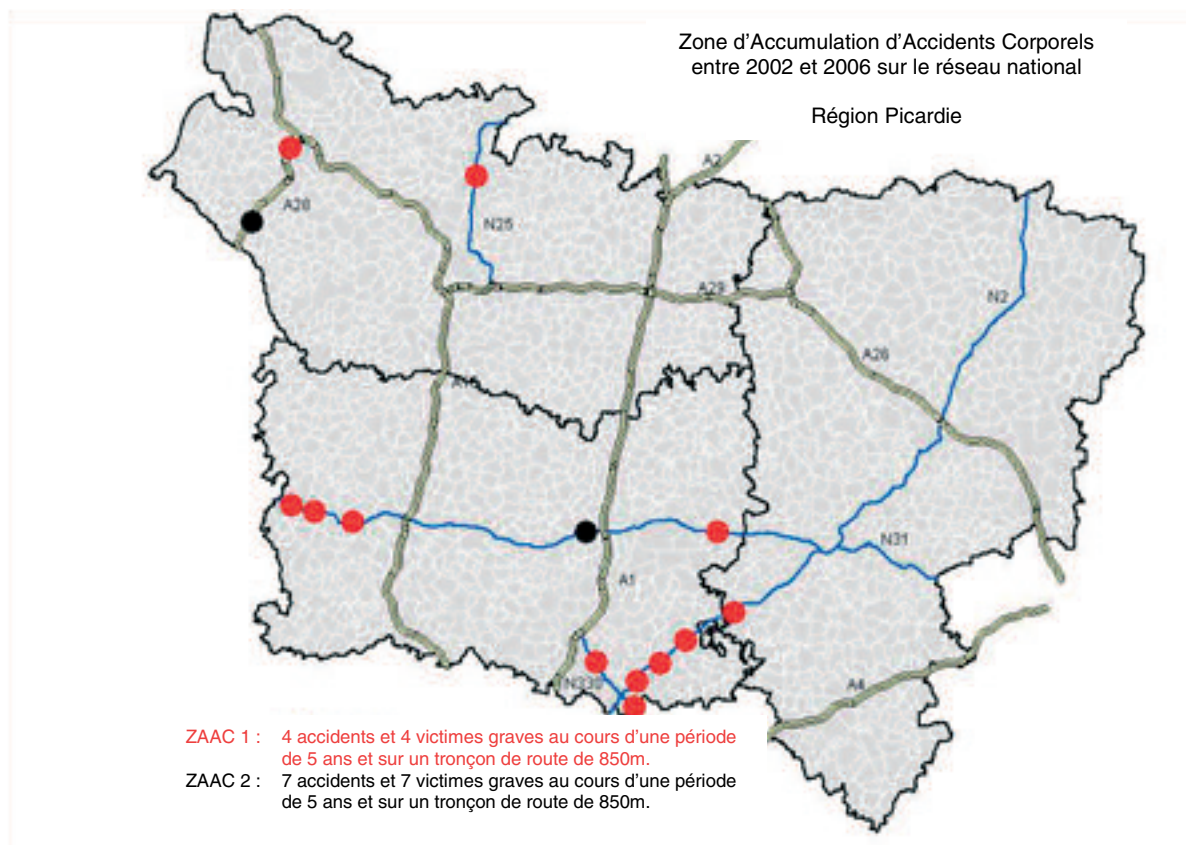 Zone d’Accumulation d’Accidents Corporels
entre 2002 et 2006 sur le réseau national
Région Picardie
A2
A28
N25
A29
N2
A26
N31
A1
N330
A4
ZAAC 1 : 4 accidents et 4 victimes graves au cours d’une période
de 5 ans et sur un tronçon de route de 850m.
ZAAC 2 : 7 accidents et 7 victimes graves au cours d’une période
de 5 ans et sur un tronçon de route de 850m.